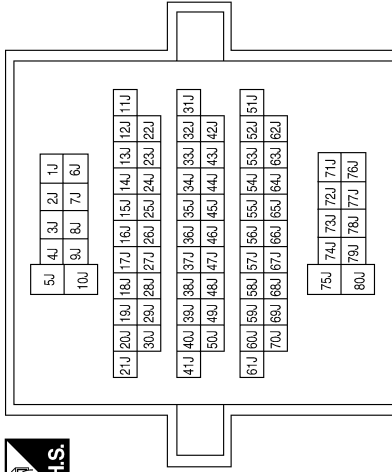 5J 4J 3J 2J 1J
10J 9J 8J 7J 6J
21J 20J 19J 18J 17J 16J 15J 14J 13J 12J 11J
30J 29J 28J 27J 26J 25J 24J 23J 22J
41J 40J 39J 38J 37J 36J 35J 34J 33J 32J 31J
50J 49J 48J 47J 46J 45J 44J 43J 42J
61J 60J 59J 58J 57J 56J 55J 54J 53J 52J 51J
70J 69J 68J 67J 66J 65J 64J 63J 62J
75J 74J 73J 72J 71J
80J 79J 78J 77J 76J
H.S.